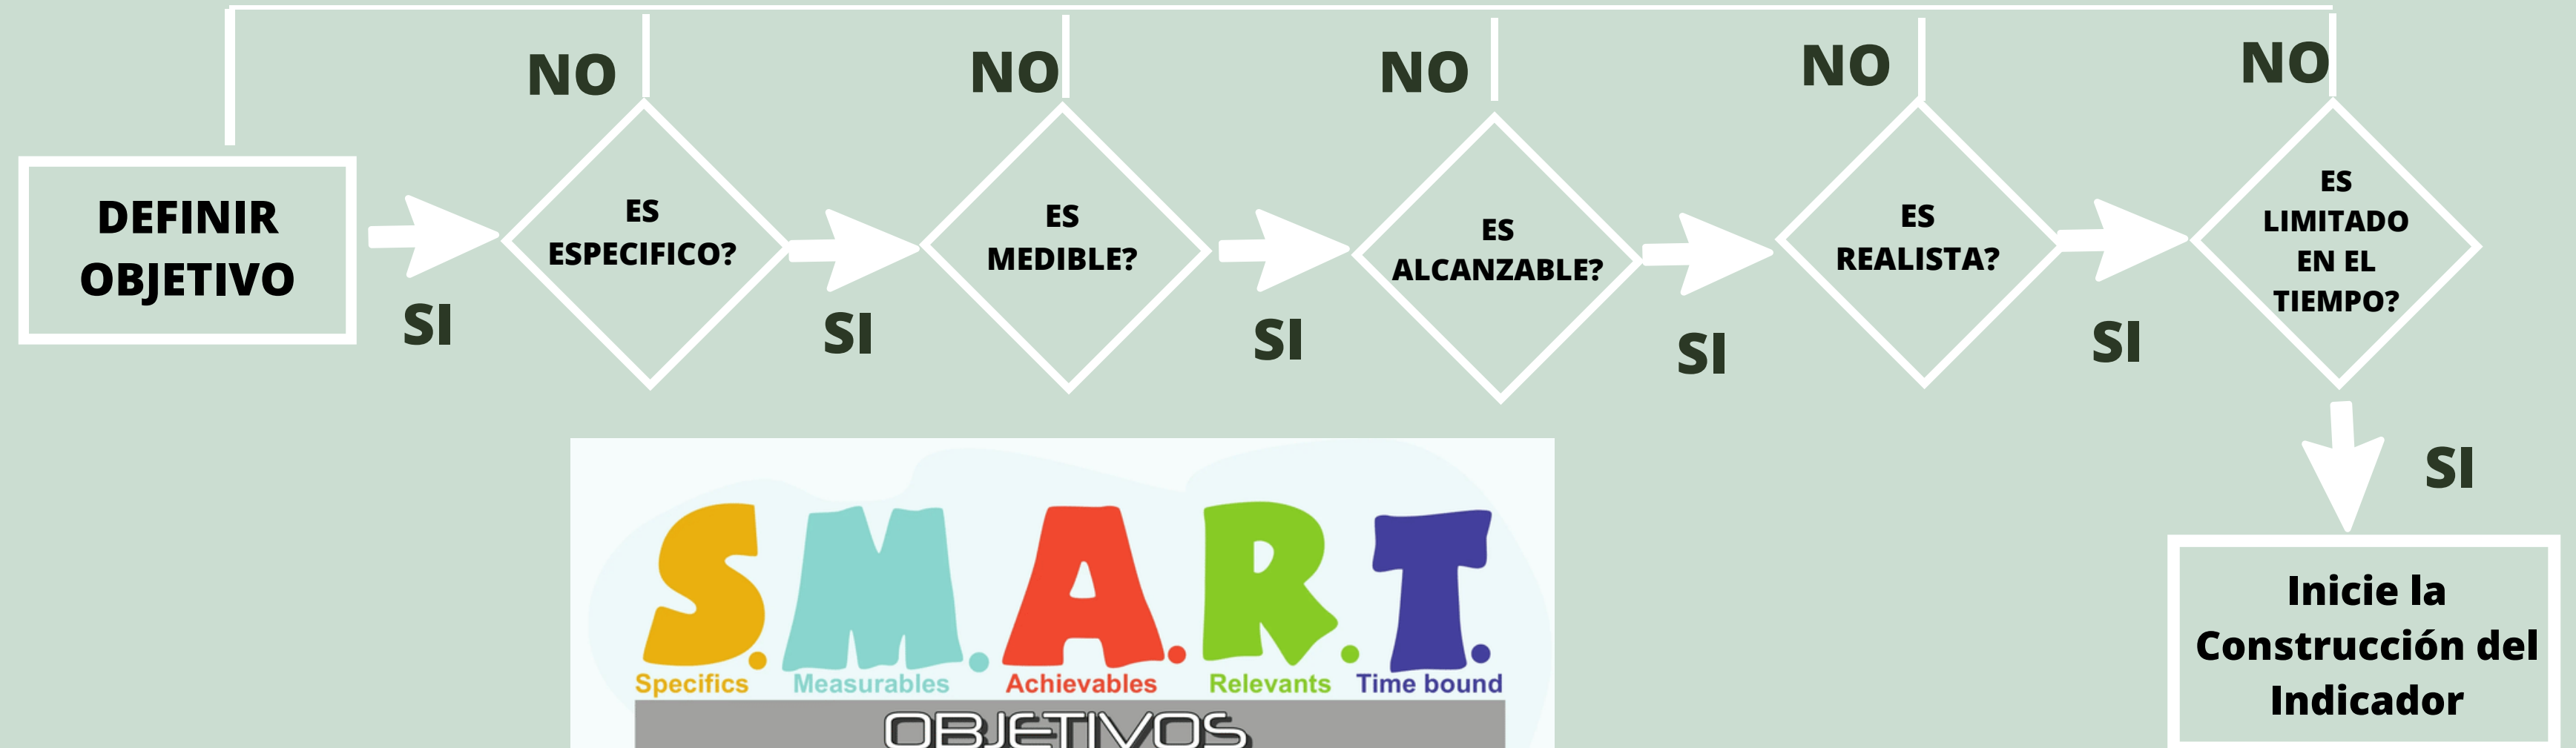 NO
NO
NO
NO
NO
DEFINIR
OBJETIVO
SI
ES
ESPECIFICO?
SI
ES
MEDIBLE?
SI
ES
ALCANZABLE?
SI
ES
REALISTA?
SI
ES
LIMITADO
EN EL
TIEMPO?
SI
Inicie la
Construcción del
Indicador
S.M.A.R.T.
Specifics Measurables Achievables Relevants Time bound
OBJETIVOS